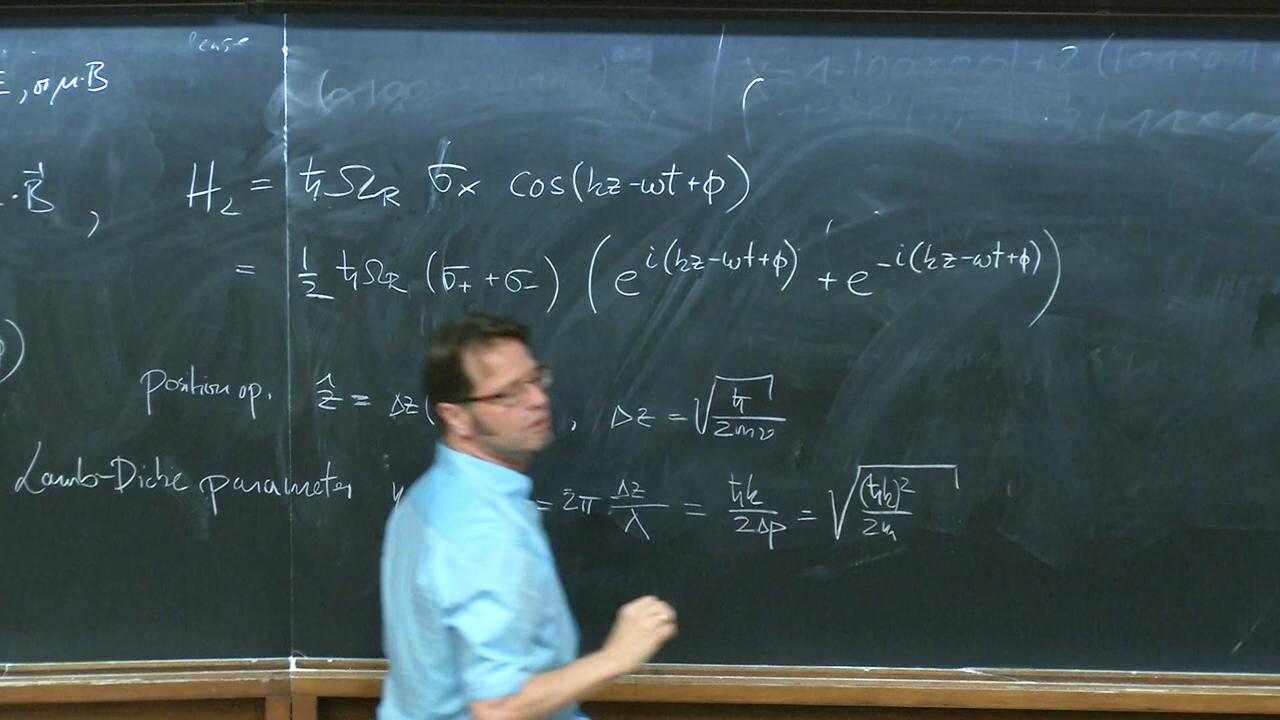 , σμ·B
·B⃗ , H_L = ħΩ_R σ_x cos(kz-ωt+φ)
= 1/2 ħΩ_R (σ_+ + σ_-) (e^{i(kz-ωt+φ)} + e^{-i(kz-ωt+φ)})
Position op. ẑ = Δz( , Δz = √(ħ/2mν)
Lamb-Dicke parameter η = 2π Δz/λ = ħk/2Δp = √((ħk)²/2m